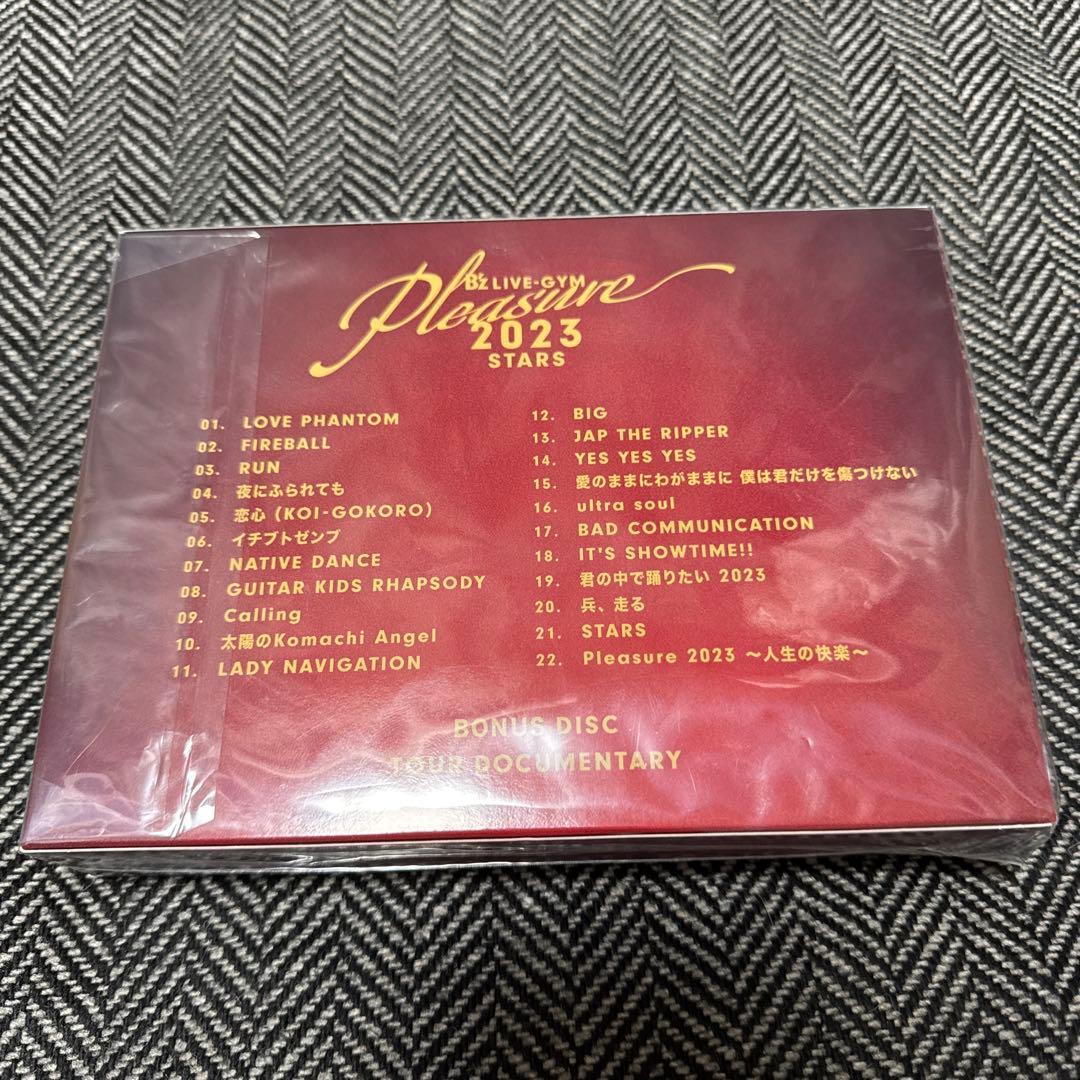 B'z LIVE-GYM
Pleasure
2023
STARS
01. LOVE PHANTOM
02. FIREBALL
03. RUN
04. 夜にふられても
05. 恋心 (KOI-GOKORO)
06. イチブトゼンブ
07. NATIVE DANCE
08. GUITAR KIDS RHAPSODY
09. Calling
10. 太陽のKomachi Angel
11. LADY NAVIGATION
12. BIG
13. JAP THE RIPPER
14. YES YES YES
15. 愛のままにわがままに 僕は君だけを傷つけない
16. ultra soul
17. BAD COMMUNICATION
18. IT'S SHOWTIME!!
19. 君の中で踊りたい 2023
20. 兵、走る
21. STARS
22. Pleasure 2023 〜人生の快楽〜
BONUS DISC
TOUR DOCUMENTARY